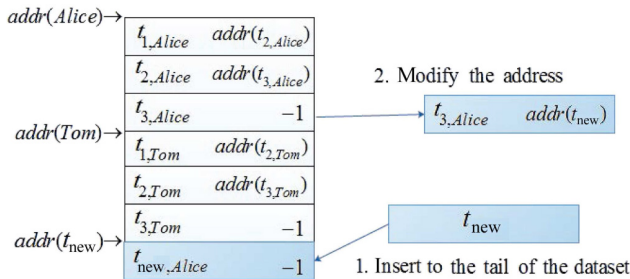 addr(Alice)→
t1,Alice addr(t2,Alice)
t2,Alice addr(t3,Alice)
t3,Alice -1
addr(Tom)→
t1,Tom addr(t2,Tom)
t2,Tom addr(t3,Tom)
t3,Tom -1
addr(tnew)→
tnew,Alice -1
2. Modify the address
t3,Alice addr(tnew)
tnew
1. Insert to the tail of the dataset